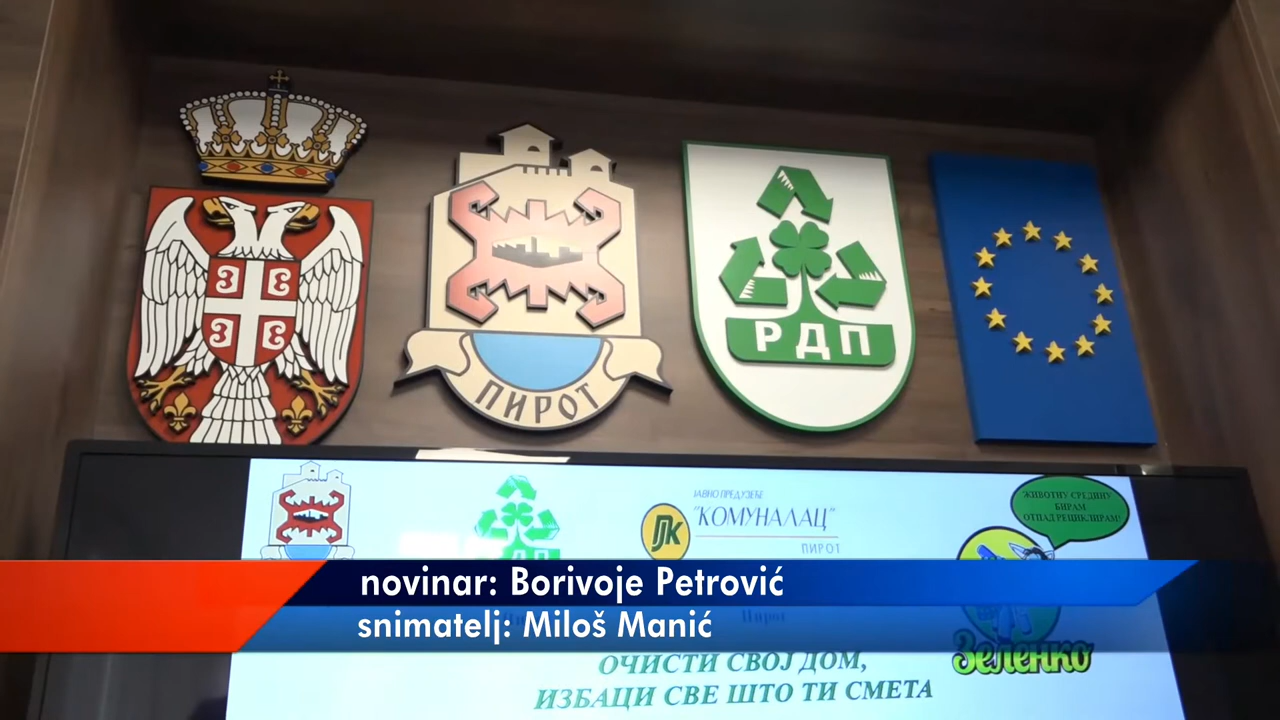 ПИРОТ
РДП
ЈАВНО ПРЕДУЗЕЋЕ
"КОМУНАЛАЦ"
ПИРОТ
ЖИВОТНУ СРЕДИНУ
БИРАМ
ОТПАД РЕЦИКЛИРАМ!
novinar: Borivoje Petrović
snimatelj: Miloš Manić
Пирот
Зеленко
ОЧИСТИ СВОЈ ДОМ,
ИЗБАЦИ СВЕ ШТО ТИ СМЕТА